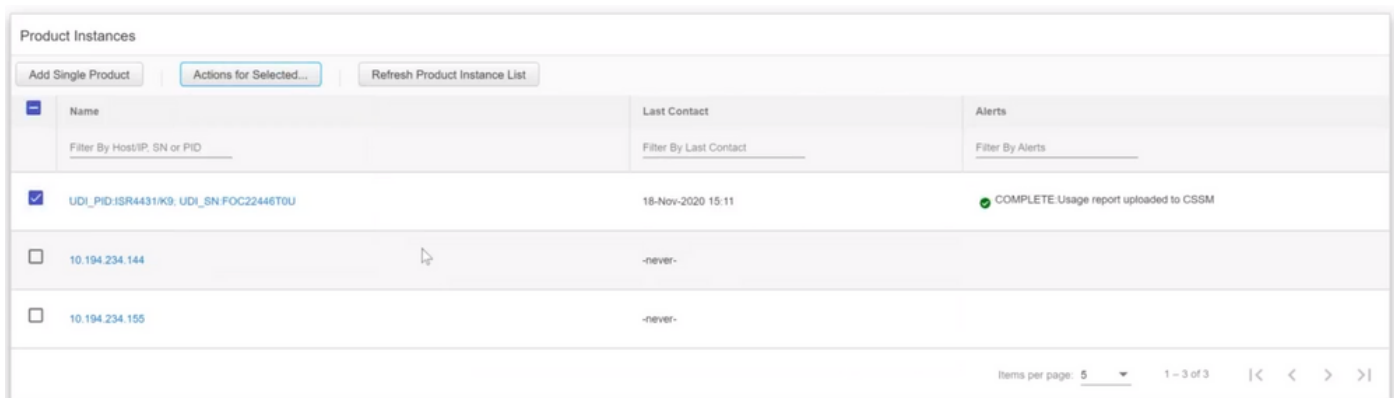 Product Instances
Add Single Product Actions for Selected... Refresh Product Instance List
Name Last Contact Alerts
Filter By Host/IP, SN or PID Filter By Last Contact Filter By Alerts
UDI_PID:ISR4431/K9; UDI_SN:FOC22446T0U 18-Nov-2020 15:11 COMPLETE:Usage report uploaded to CSSM
10.194.234.144 -never-
10.194.234.155 -never-
Items per page: 5 1 – 3 of 3